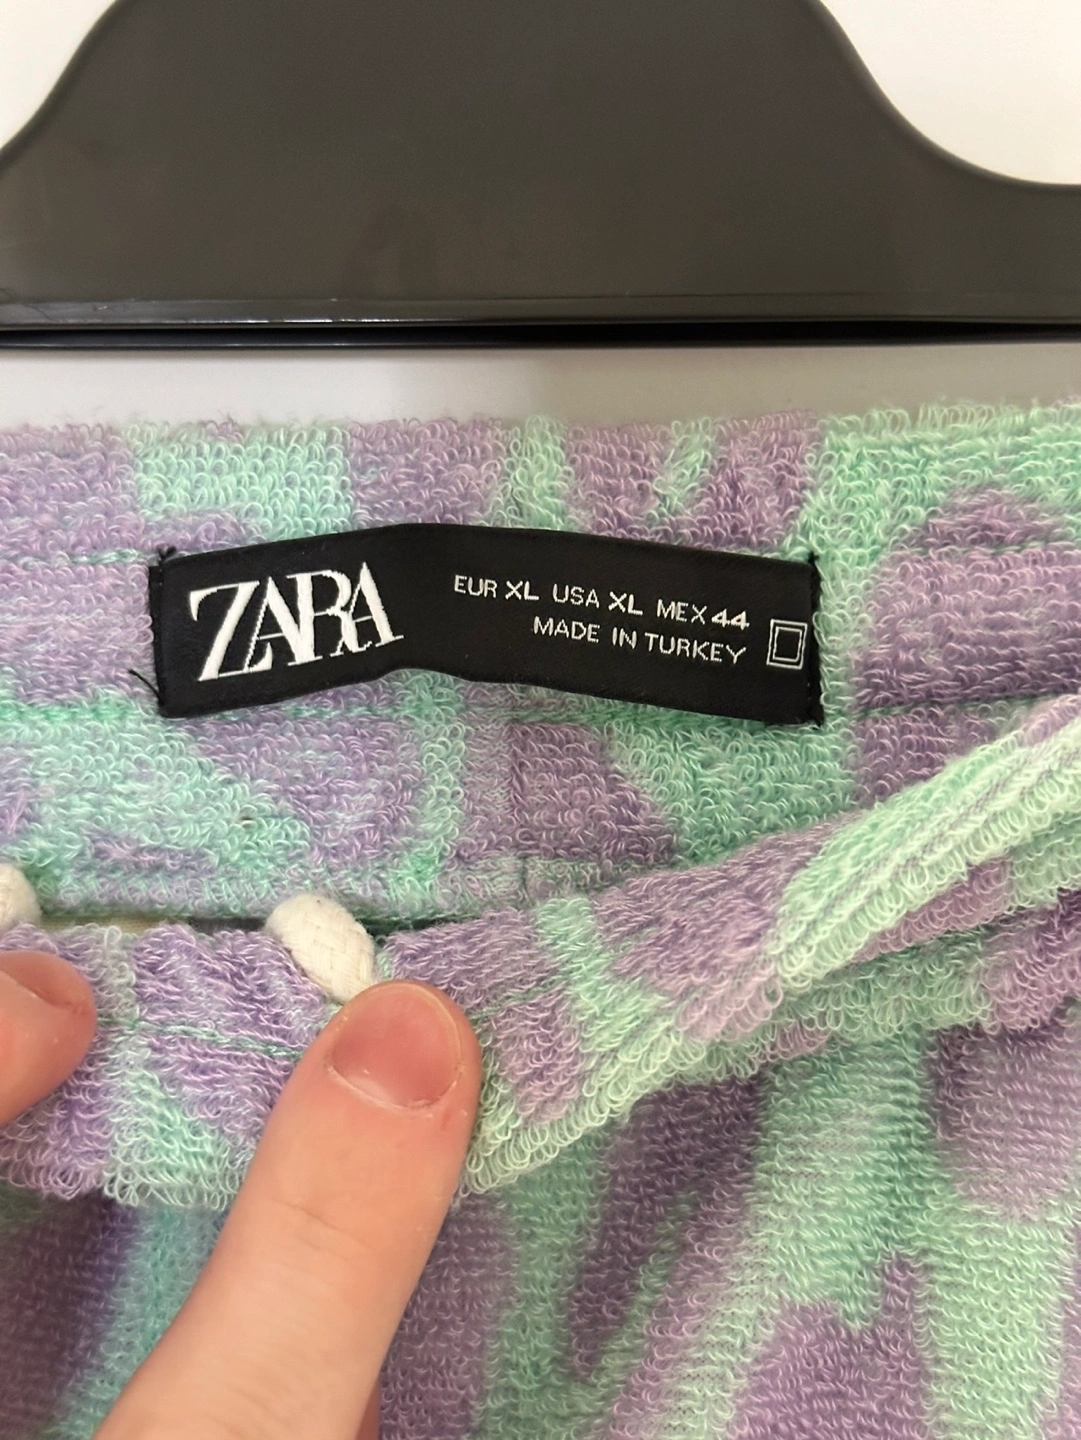 ZARA
EUR XL USA XL MEX 44
MADE IN TURKEY